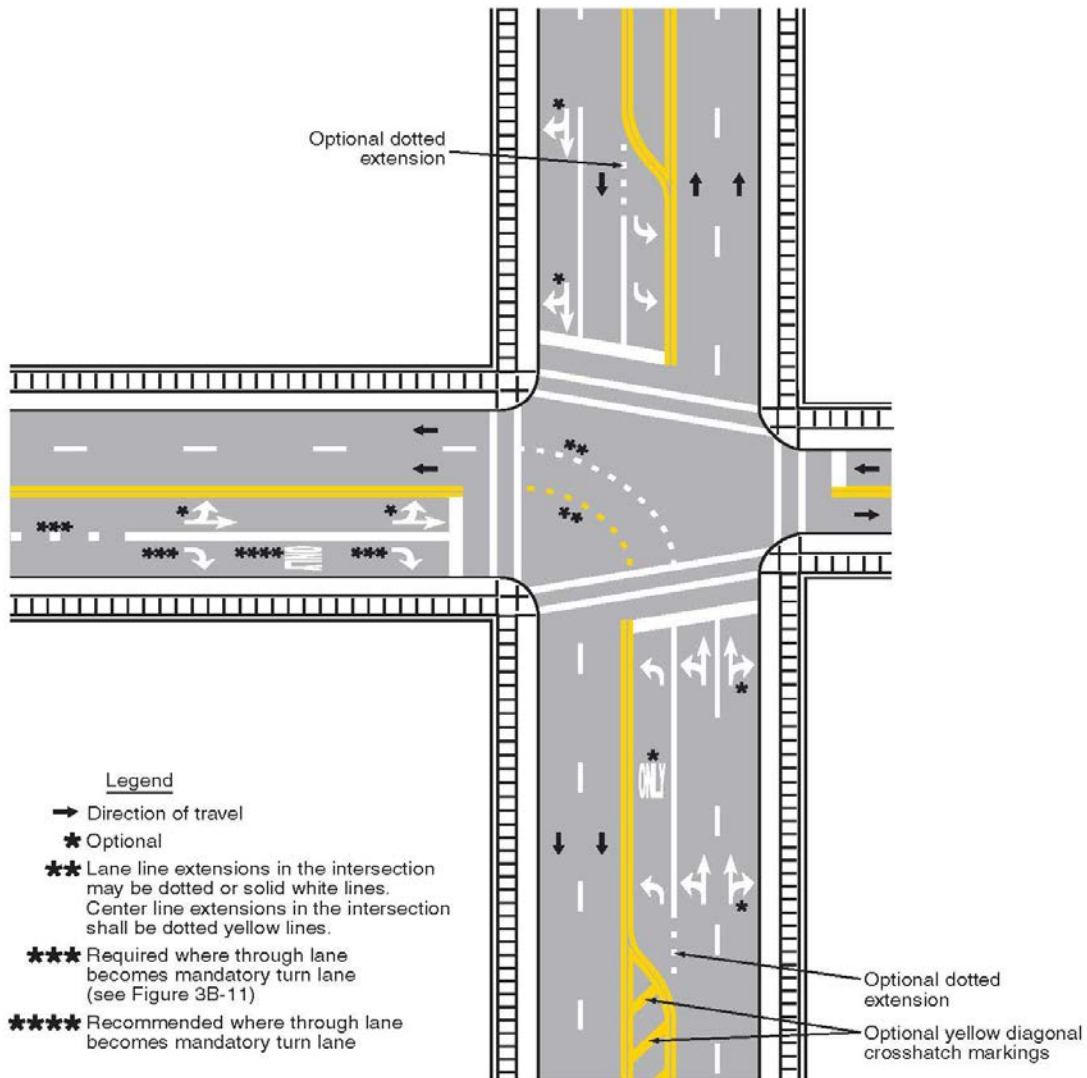 Optional dotted
extension
*
*
**
**
*
*
***
***
****
ONLY
***
*
*
ONLY
*
Legend
Direction of travel
* Optional
** Lane line extensions in the intersection
may be dotted or solid white lines.
Center line extensions in the intersection
shall be dotted yellow lines.
*** Required where through lane
becomes mandatory turn lane
(see Figure 3B-11)
**** Recommended where through lane
becomes mandatory turn lane
Optional dotted
extension
Optional yellow diagonal
crosshatch markings